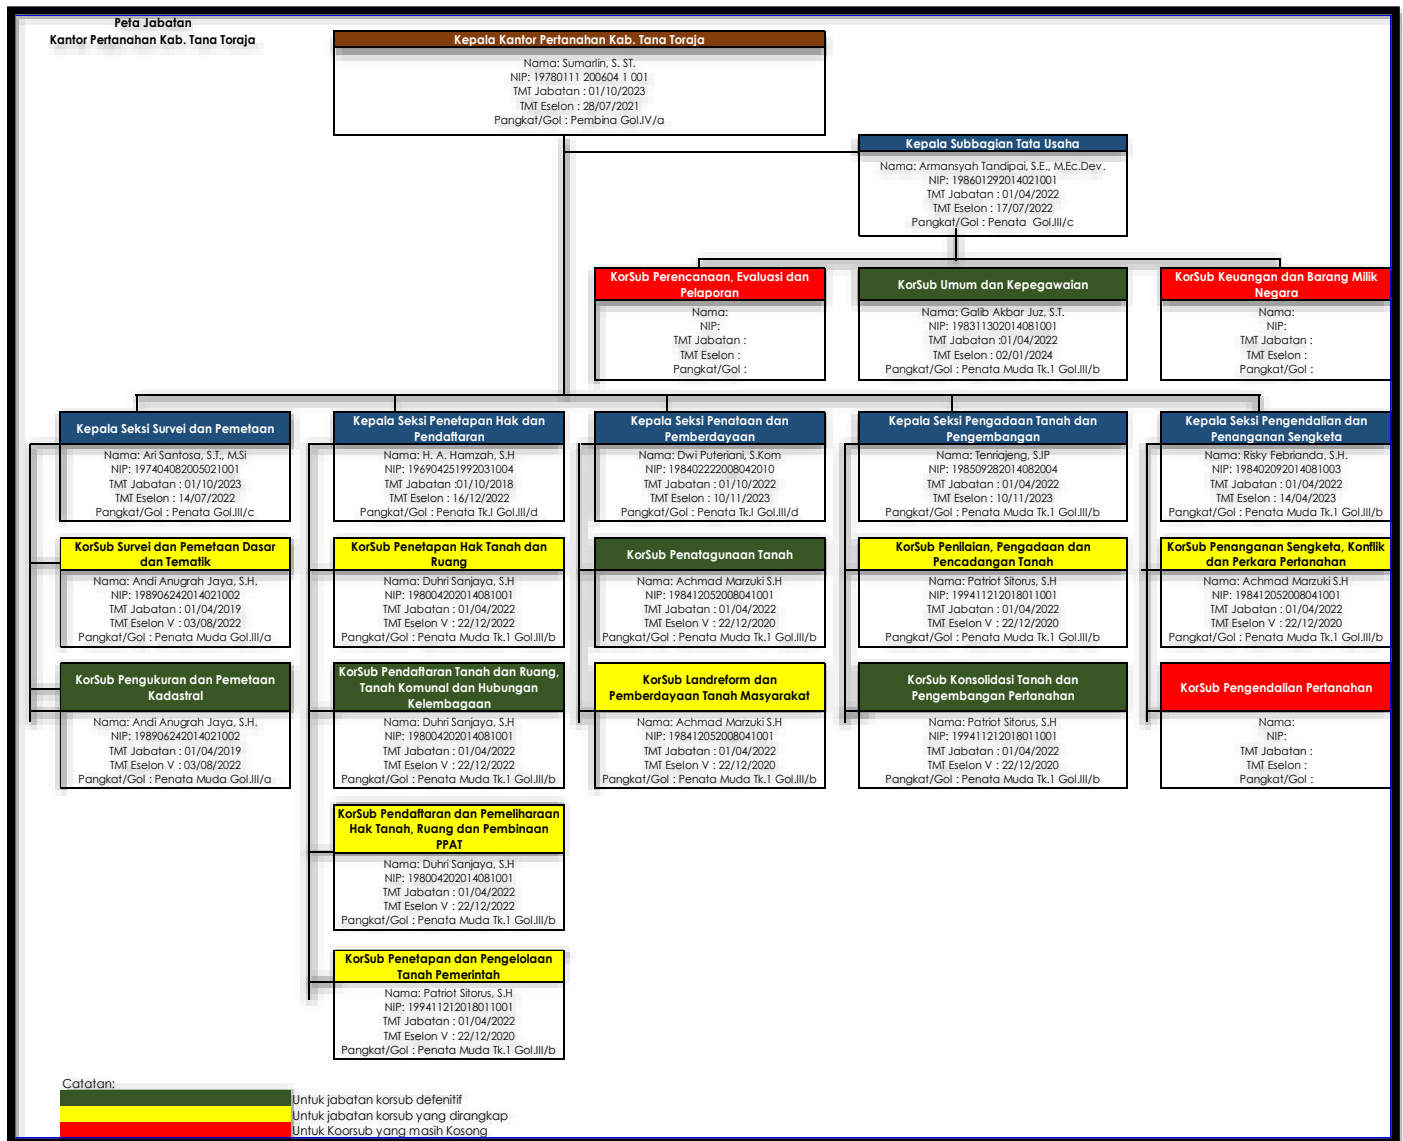 Peta Jabatan
Kantor Pertanahan Kab. Tana Toraja
Kepala Kantor Pertanahan Kab. Tana Toraja
Nama: Sumarlin, S. ST.
NIP: 19780111 200604 1 001
TMT Jabatan : 01/10/2023
TMT Eselon : 28/07/2021
Pangkat/Gol : Pembina Gol.IV/a
Kepala Subbagian Tata Usaha
Nama: Armansyah Tandipai, S.E., M.Ec.Dev.
NIP: 198601292014021001
TMT Jabatan : 01/04/2022
TMT Eselon : 17/07/2022
Pangkat/Gol : Penata Gol.III/c
KorSub Perencanaan, Evaluasi dan
Pelaporan
Nama:
NIP:
TMT Jabatan :
TMT Eselon :
Pangkat/Gol :
KorSub Umum dan Kepegawaian
Nama: Galib Akbar Juz, S.T.
NIP: 198311302014081001
TMT Jabatan :01/04/2022
TMT Eselon : 02/01/2024
Pangkat/Gol : Penata Muda Tk.1 Gol.III/b
KorSub Keuangan dan Barang Milik
Negara
Nama:
NIP:
TMT Jabatan :
TMT Eselon :
Pangkat/Gol :
Kepala Seksi Survei dan Pemetaan
Nama: Ari Santosa, S.T., M.Si
NIP: 197404082005021001
TMT Jabatan : 01/10/2023
TMT Eselon : 14/07/2022
Pangkat/Gol : Penata Gol.III/c
Kepala Seksi Penetapan Hak dan
Pendaftaran
Nama: H. A. Hamzah, S.H
NIP: 196904251992031004
TMT Jabatan :01/10/2018
TMT Eselon : 16/12/2022
Pangkat/Gol : Penata Tk.I Gol.III/d
Kepala Seksi Penataan dan
Pemberdayaan
Nama: Dwi Puteriani, S.Kom
NIP: 198402222008042010
TMT Jabatan : 01/10/2022
TMT Eselon : 10/11/2023
Pangkat/Gol : Penata Tk.I Gol.III/d
Kepala Seksi Pengadaan Tanah dan
Pengembangan
Nama: Tenriajeng, S.IP
NIP: 198509282014082004
TMT Jabatan : 01/04/2022
TMT Eselon : 10/11/2023
Pangkat/Gol : Penata Muda Tk.1 Gol.III/b
Kepala Seksi Pengendalian dan
Penanganan Sengketa
Nama: Risky Febrianda, S.H.
NIP: 198402092014081003
TMT Jabatan : 01/04/2022
TMT Eselon : 14/04/2023
Pangkat/Gol : Penata Muda Tk.1 Gol.III/b
KorSub Survei dan Pemetaan Dasar
dan Tematik
Nama: Andi Anugrah Jaya, S.H.
NIP: 198906242014021002
TMT Jabatan : 01/04/2019
TMT Eselon V : 03/08/2022
Pangkat/Gol : Penata Muda Gol.III/a
KorSub Penetapan Hak Tanah dan
Ruang
Nama: Duhri Sanjaya, S.H
NIP: 198004202014081001
TMT Jabatan : 01/04/2022
TMT Eselon V : 22/12/2022
Pangkat/Gol : Penata Muda Tk.1 Gol.III/b
KorSub Penatagunaan Tanah
Nama: Achmad Marzuki S.H
NIP: 198412052008041001
TMT Jabatan : 01/04/2022
TMT Eselon V : 22/12/2020
Pangkat/Gol : Penata Muda Tk.1 Gol.III/b
KorSub Penilaian, Pengadaan dan
Pencadangan Tanah
Nama: Patriot Sitorus, S.H
NIP: 199411212018011001
TMT Jabatan : 01/04/2022
TMT Eselon V : 22/12/2020
Pangkat/Gol : Penata Muda Tk.1 Gol.III/b
KorSub Penanganan Sengketa, Konflik
dan Perkara Pertanahan
Nama: Achmad Marzuki S.H
NIP: 198412052008041001
TMT Jabatan : 01/04/2022
TMT Eselon V : 22/12/2020
Pangkat/Gol : Penata Muda Tk.1 Gol.III/b
KorSub Pengukuran dan Pemetaan
Kadastral
Nama: Andi Anugrah Jaya, S.H.
NIP: 198906242014021002
TMT Jabatan : 01/04/2019
TMT Eselon V : 03/08/2022
Pangkat/Gol : Penata Muda Gol.III/a
KorSub Pendaftaran Tanah dan Ruang,
Tanah Komunal dan Hubungan
Kelembagaan
Nama: Duhri Sanjaya, S.H
NIP: 198004202014081001
TMT Jabatan : 01/04/2022
TMT Eselon V : 22/12/2022
Pangkat/Gol : Penata Muda Tk.1 Gol.III/b
KorSub Landreform dan
Pemberdayaan Tanah Masyarakat
Nama: Achmad Marzuki S.H
NIP: 198412052008041001
TMT Jabatan : 01/04/2022
TMT Eselon V : 22/12/2020
Pangkat/Gol : Penata Muda Tk.1 Gol.III/b
KorSub Konsolidasi Tanah dan
Pengembangan Pertanahan
Nama: Patriot Sitorus, S.H
NIP: 199411212018011001
TMT Jabatan : 01/04/2022
TMT Eselon V : 22/12/2020
Pangkat/Gol : Penata Muda Tk.1 Gol.III/b
KorSub Pengendalian Pertanahan
Nama:
NIP:
TMT Jabatan :
TMT Eselon :
Pangkat/Gol :
KorSub Pendaftaran dan Pemeliharaan
Hak Tanah, Ruang dan Pembinaan
PPAT
Nama: Duhri Sanjaya, S.H
NIP: 198004202014081001
TMT Jabatan : 01/04/2022
TMT Eselon V : 22/12/2022
Pangkat/Gol : Penata Muda Tk.1 Gol.III/b
KorSub Penetapan dan Pengelolaan
Tanah Pemerintah
Nama: Patriot Sitorus, S.H
NIP: 199411212018011001
TMT Jabatan : 01/04/2022
TMT Eselon V : 22/12/2020
Pangkat/Gol : Penata Muda Tk.1 Gol.III/b
Catatan:
Untuk jabatan korsub defenitif
Untuk jabatan korsub yang dirangkap
Untuk Koorsub yang masih Kosong